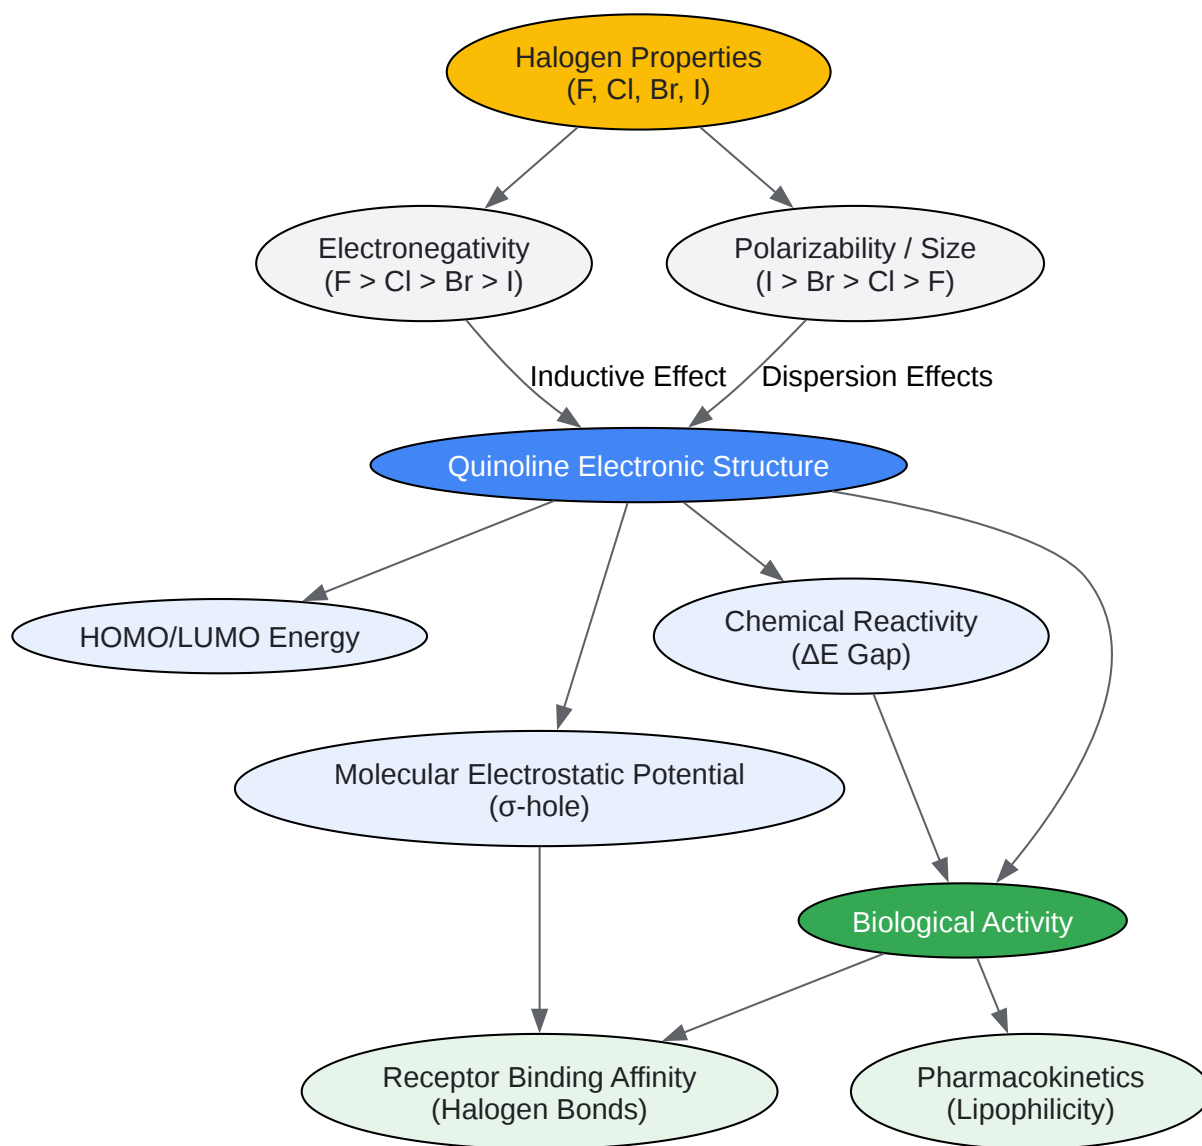 Halogen Properties
(F, Cl, Br, I)
Electronegativity
(F > Cl > Br > I)
Polarizability / Size
(I > Br > Cl > F)
Inductive Effect
Dispersion Effects
Quinoline Electronic Structure
HOMO/LUMO Energy
Chemical Reactivity
(ΔE Gap)
Molecular Electrostatic Potential
(σ-hole)
Biological Activity
Receptor Binding Affinity
(Halogen Bonds)
Pharmacokinetics
(Lipophilicity)